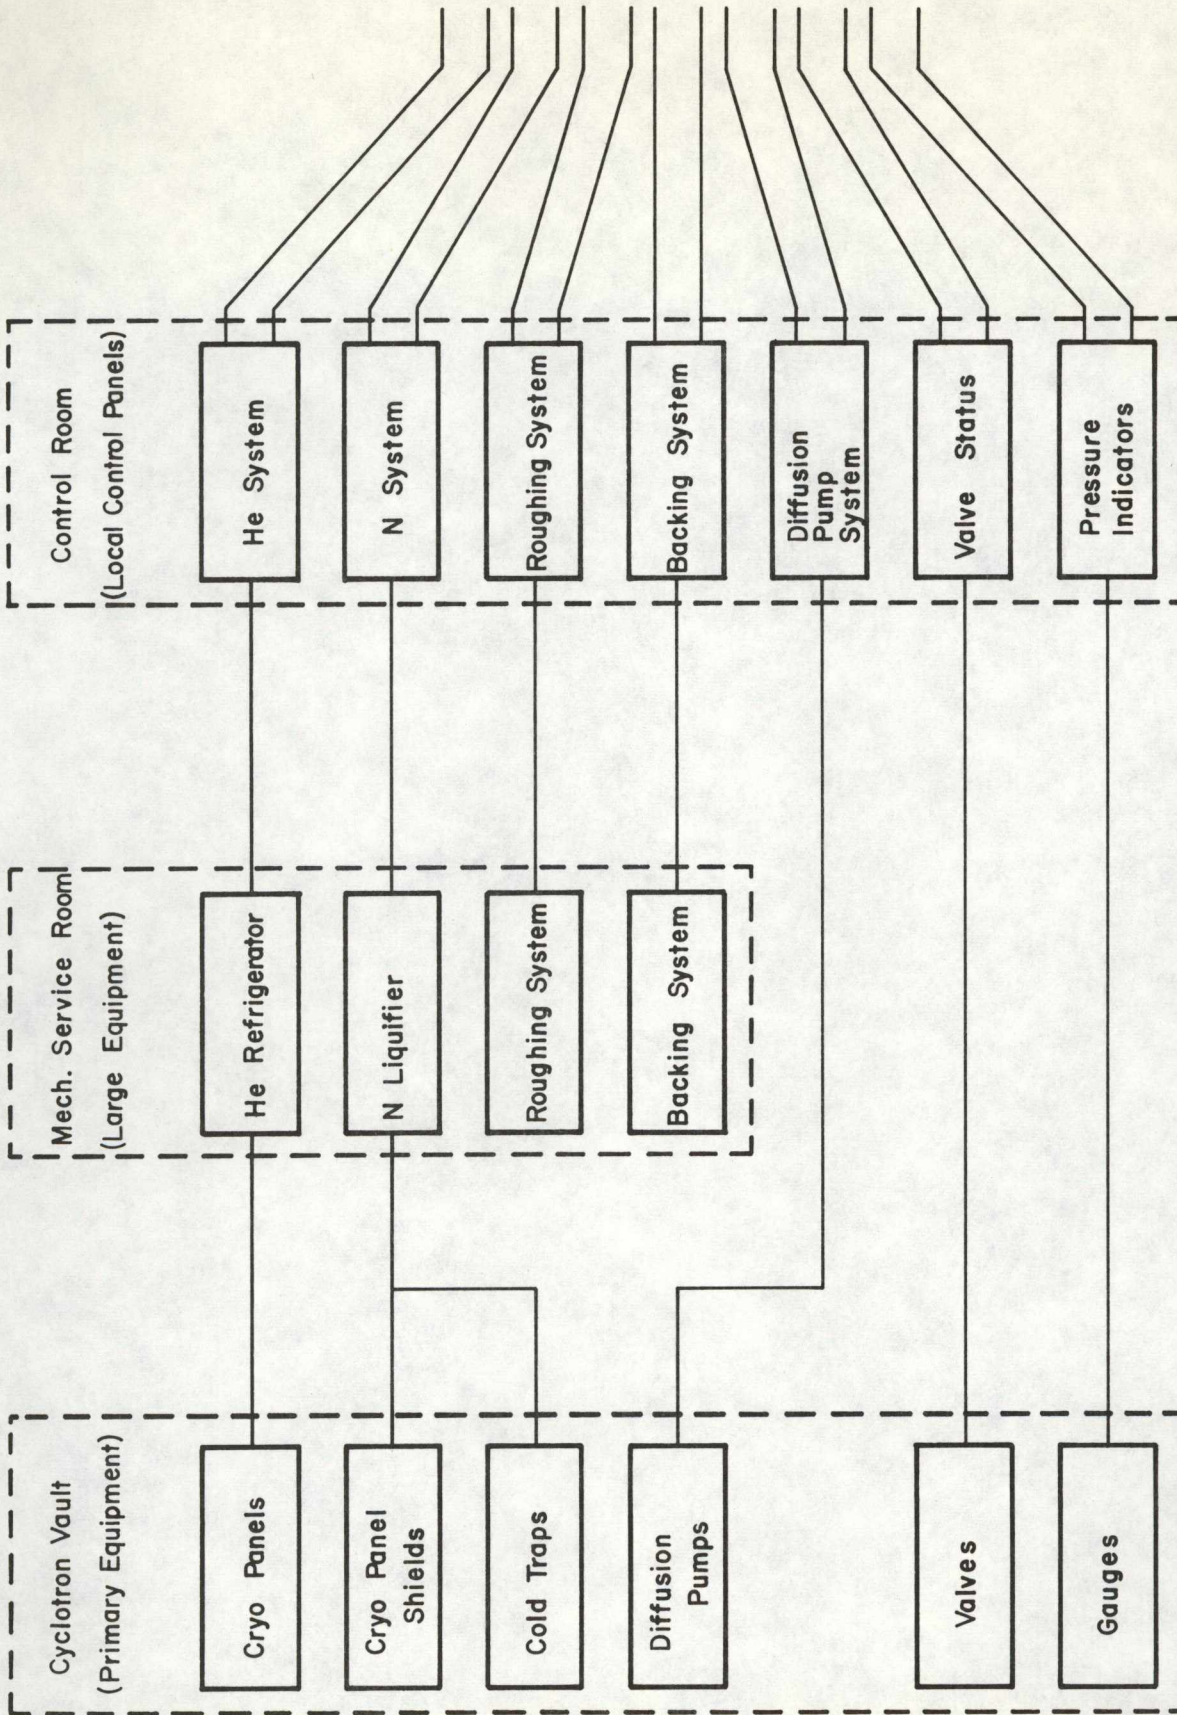 Cyclotron Vault
(Primary Equipment)
Cryo Panels
Cryo Panel
Shields
Cold Traps
Diffusion
Pumps
Valves
Gauges
Mech. Service Room
(Large Equipment)
He Refrigerator
N Liquifier
Roughing System
Backing System
Control Room
(Local Control Panels)
He System
N System
Roughing System
Backing System
Diffusion
Pump
System
Valve Status
Pressure
Indicators